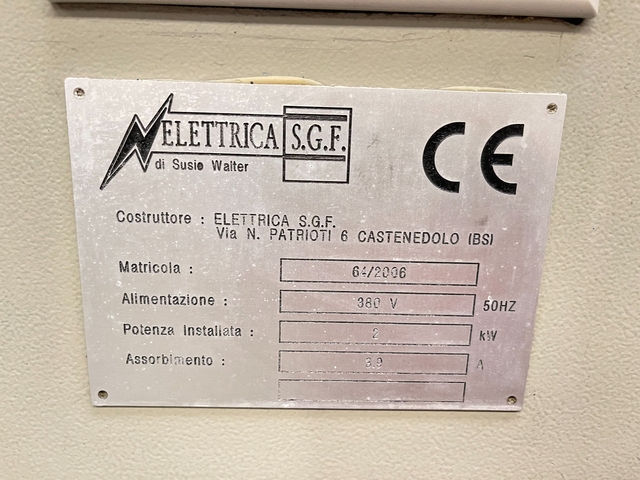 ELETTRICA S.G.F.
di Susio Walter
CE
Costruttore : ELETTRICA S.G.F.
Via N. PATRIOTI 6 CASTENEDOLO (BS)
Matricola : 64/2006
Alimentazione : 380 V 50HZ
Potenza Installata : 2 kW
Assorbimento : 3.9 A